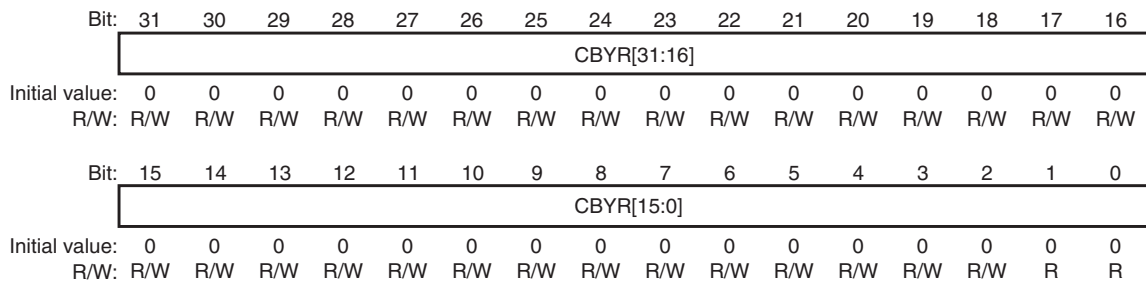 Bit: 31 30 29 28 27 26 25 24 23 22 21 20 19 18 17 16
CBYR[31:16]
Initial value: 0 0 0 0 0 0 0 0 0 0 0 0 0 0 0 0
R/W: R/W R/W R/W R/W R/W R/W R/W R/W R/W R/W R/W R/W R/W R/W R/W R/W
Bit: 15 14 13 12 11 10 9 8 7 6 5 4 3 2 1 0
CBYR[15:0]
Initial value: 0 0 0 0 0 0 0 0 0 0 0 0 0 0 0 0
R/W: R/W R/W R/W R/W R/W R/W R/W R/W R/W R/W R/W R/W R/W R/W R R